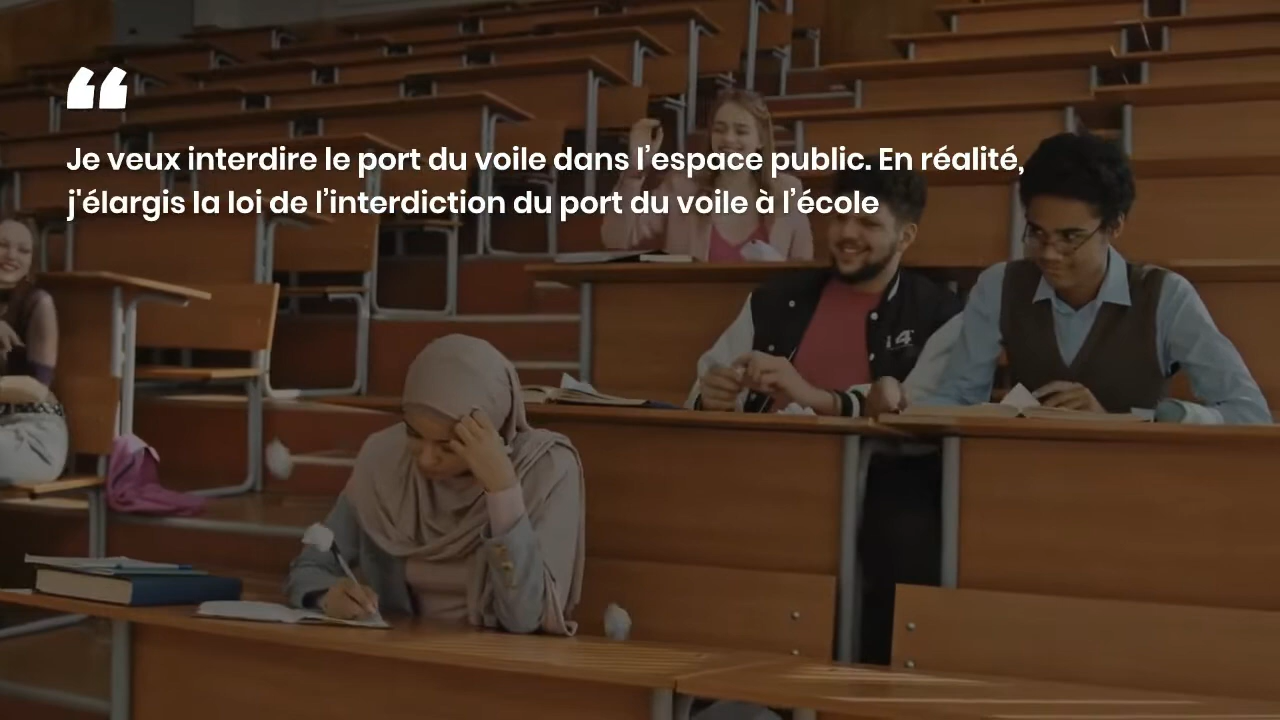 “
Je veux interdire le port du voile dans l’espace public. En réalité,
j'élargis la loi de l’interdiction du port du voile à l’école